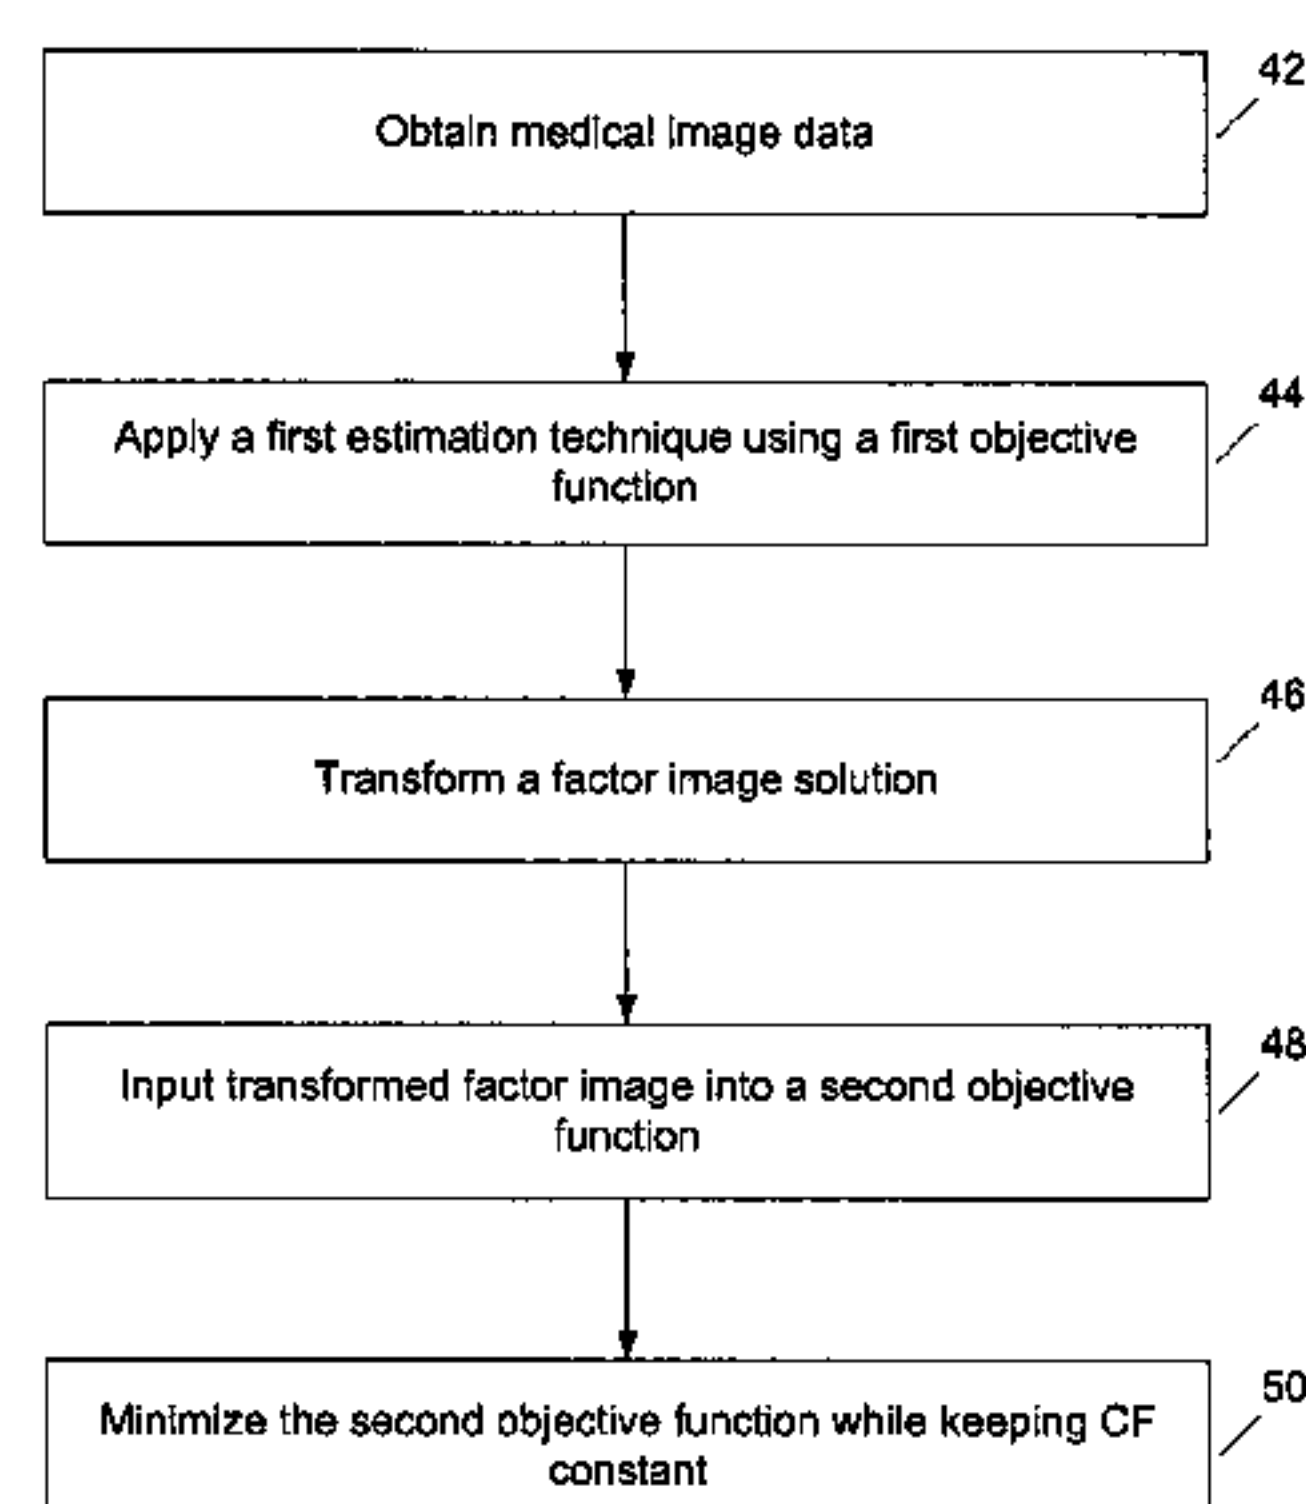 42
Obtain medical image data
44
Apply a first estimation technique using a first objective
function
46
Transform a factor image solution
48
Input transformed factor image into a second objective
function
50
Minimize the second objective function while keeping CF
constant